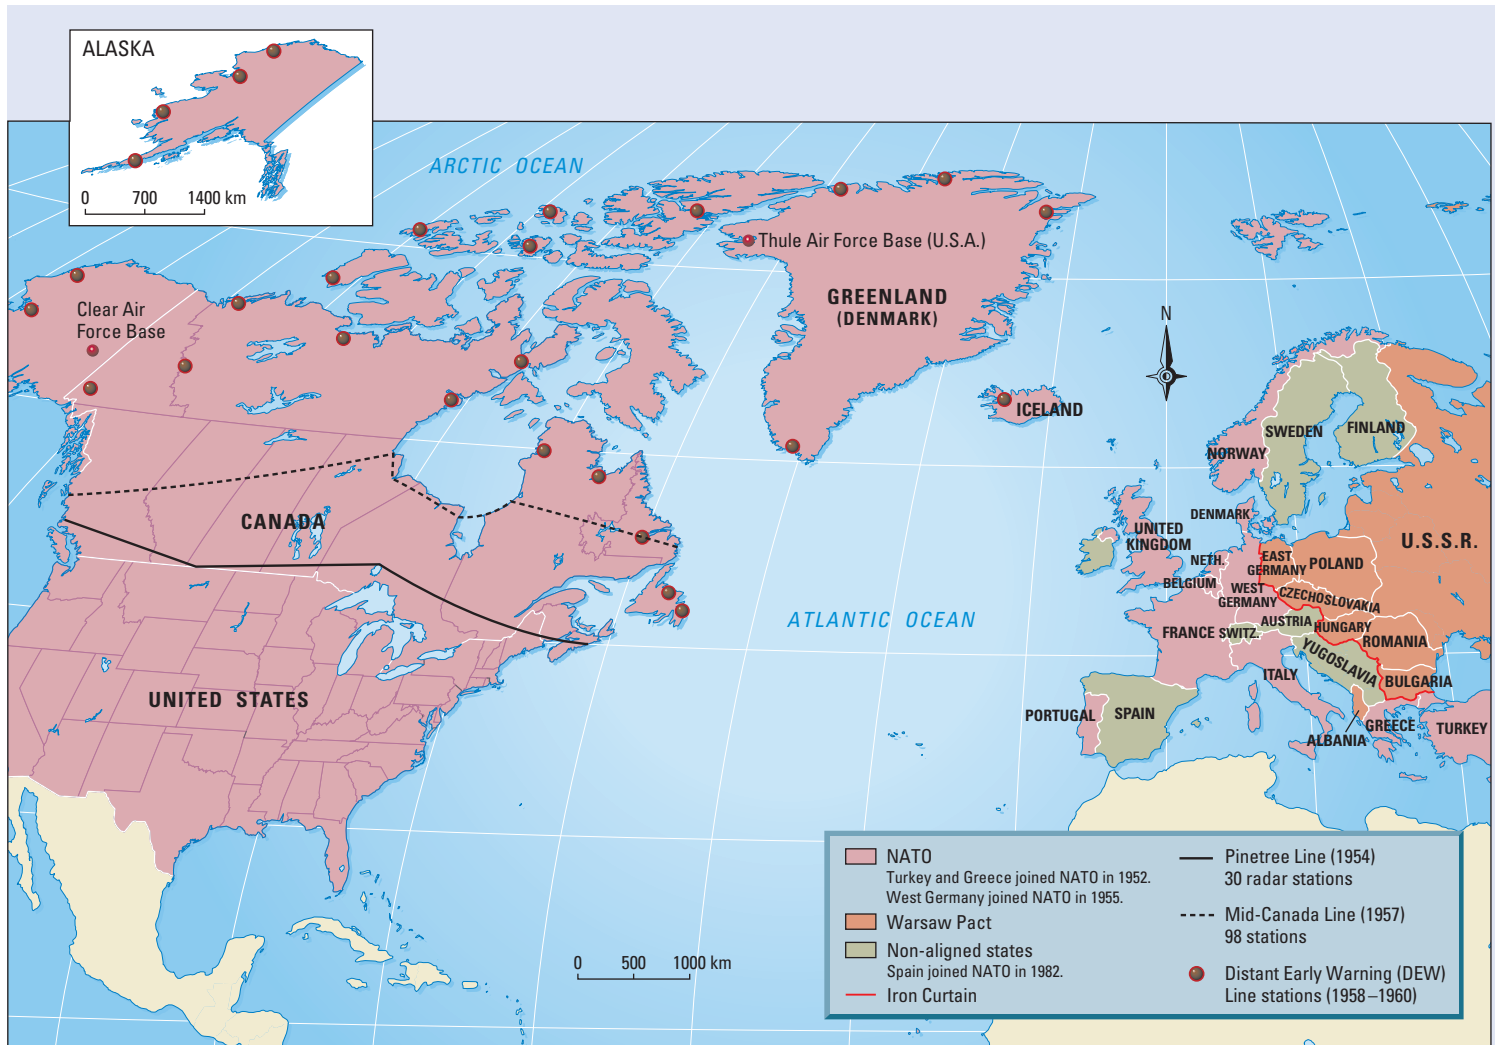 ALASKA
0 700 1400 km
ARCTIC OCEAN
Thule Air Force Base (U.S.A.)
Clear Air
Force Base
GREENLAND
(DENMARK)
N
ICELAND
SWEDEN
FINLAND
NORWAY
CANADA
DENMARK
UNITED
KINGDOM
U.S.S.R.
NETH.
EAST
GERMANY
POLAND
BELGIUM
WEST
GERMANY
CZECHOSLOVAKIA
ATLANTIC OCEAN
AUSTRIA
HUNGARY
FRANCE
SWITZ.
ROMANIA
YUGOSLAVIA
UNITED STATES
ITALY
BULGARIA
PORTUGAL
SPAIN
GREECE
TURKEY
ALBANIA
0 500 1000 km
NATO
Turkey and Greece joined NATO in 1952.
West Germany joined NATO in 1955.
Warsaw Pact
Non-aligned states
Spain joined NATO in 1982.
Iron Curtain
Pinetree Line (1954)
30 radar stations
Mid-Canada Line (1957)
98 stations
Distant Early Warning (DEW)
Line stations (1958–1960)